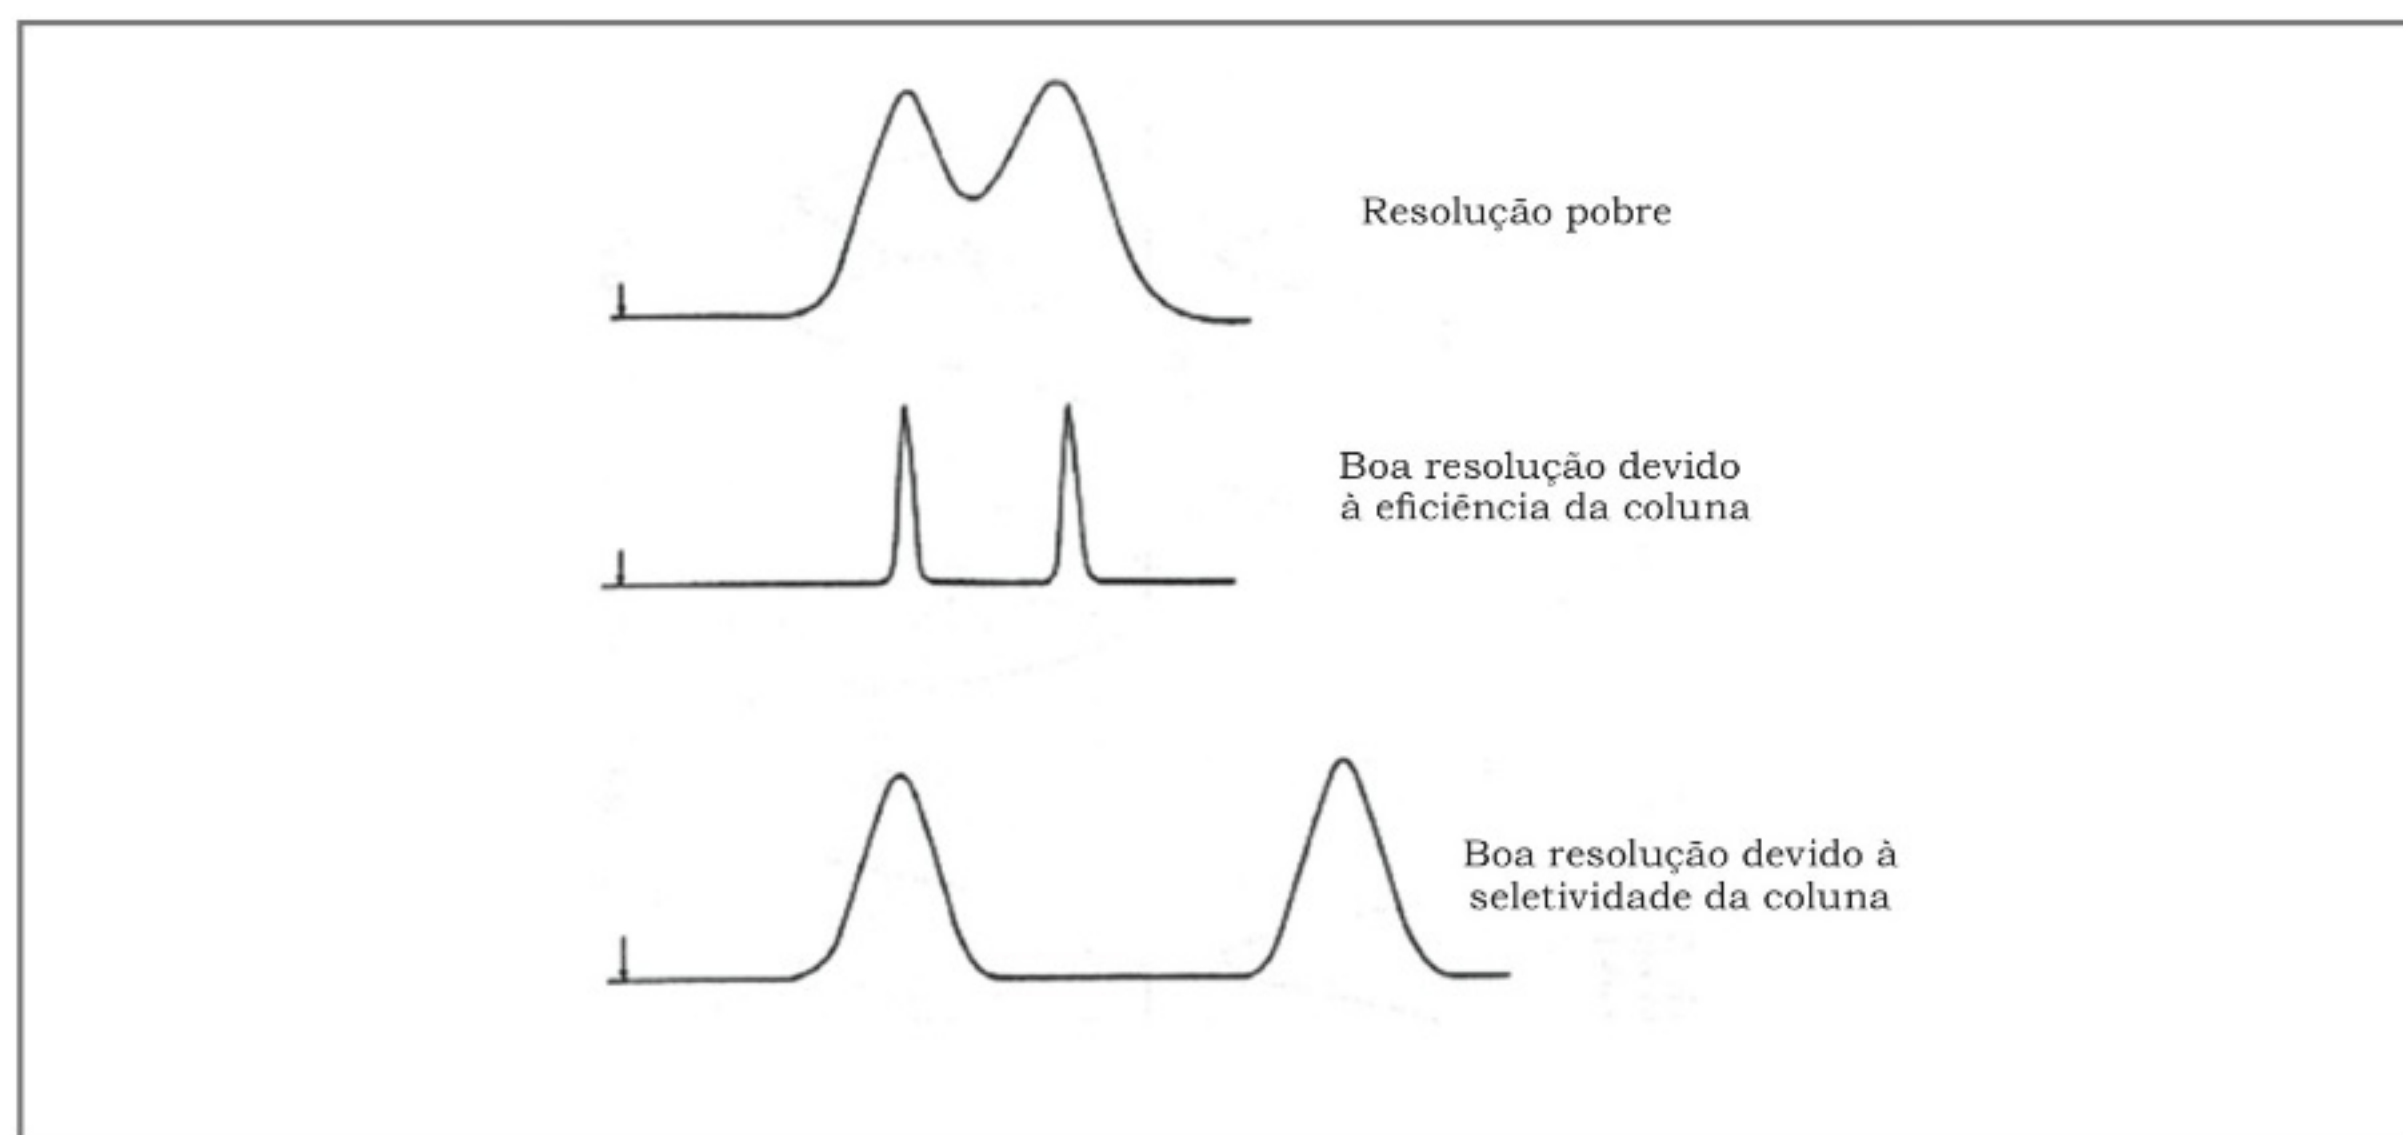 Resolução pobre
Boa resolução devido
à eficiência da coluna
Boa resolução devido à
seletividade da coluna